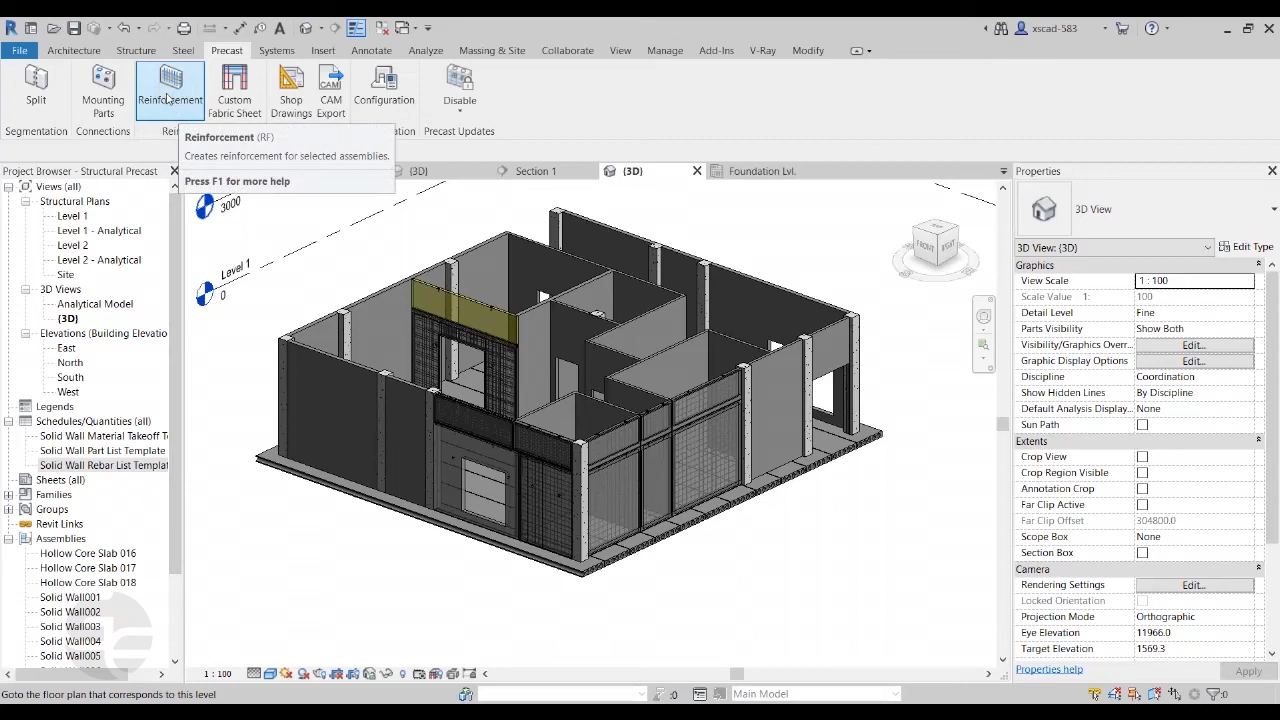 xscad-583
File Architecture Structure Steel Precast Systems Insert Annotate Analyze Massing & Site Collaborate View Manage Add-Ins V-Ray Modify
Split
Mounting Parts
Reinforcement
Custom Fabric Sheet
Shop Drawings
CAM Export
Configuration
Disable
Segmentation Connections Rei ation Precast Updates
Reinforcement (RF)
Creates reinforcement for selected assemblies.
Press F1 for more help
Project Browser - Structural Precast
{3D} Section 1 {3D} Foundation Lvl.
Properties
Views (all)
Structural Plans
Level 1
Level 1 - Analytical
Level 2
Level 2 - Analytical
Site
3D Views
Analytical Model
{3D}
Elevations (Building Elevatio
East
North
South
West
Legends
Schedules/Quantities (all)
Solid Wall Material Takeoff T
Solid Wall Part List Template
Solid Wall Rebar List Templat
Sheets (all)
Families
Groups
Revit Links
Assemblies
Hollow Core Slab 016
Hollow Core Slab 017
Hollow Core Slab 018
Solid Wall001
Solid Wall002
Solid Wall003
Solid Wall004
Solid Wall005
3000
Level 1
0
FRONT RIGHT
3D View
3D View: {3D} Edit Type
Graphics
View Scale 1 : 100
Scale Value 1: 100
Detail Level Fine
Parts Visibility Show Both
Visibility/Graphics Overr... Edit...
Graphic Display Options Edit...
Discipline Coordination
Show Hidden Lines By Discipline
Default Analysis Display... None
Sun Path
Extents
Crop View
Crop Region Visible
Annotation Crop
Far Clip Active
Far Clip Offset 304800.0
Scope Box None
Section Box
Camera
Rendering Settings Edit...
Locked Orientation
Projection Mode Orthographic
Eye Elevation 11966.0
Target Elevation 1569.3
Properties help Apply
1 : 100
Goto the floor plan that corresponds to this level
:0 Main Model :0